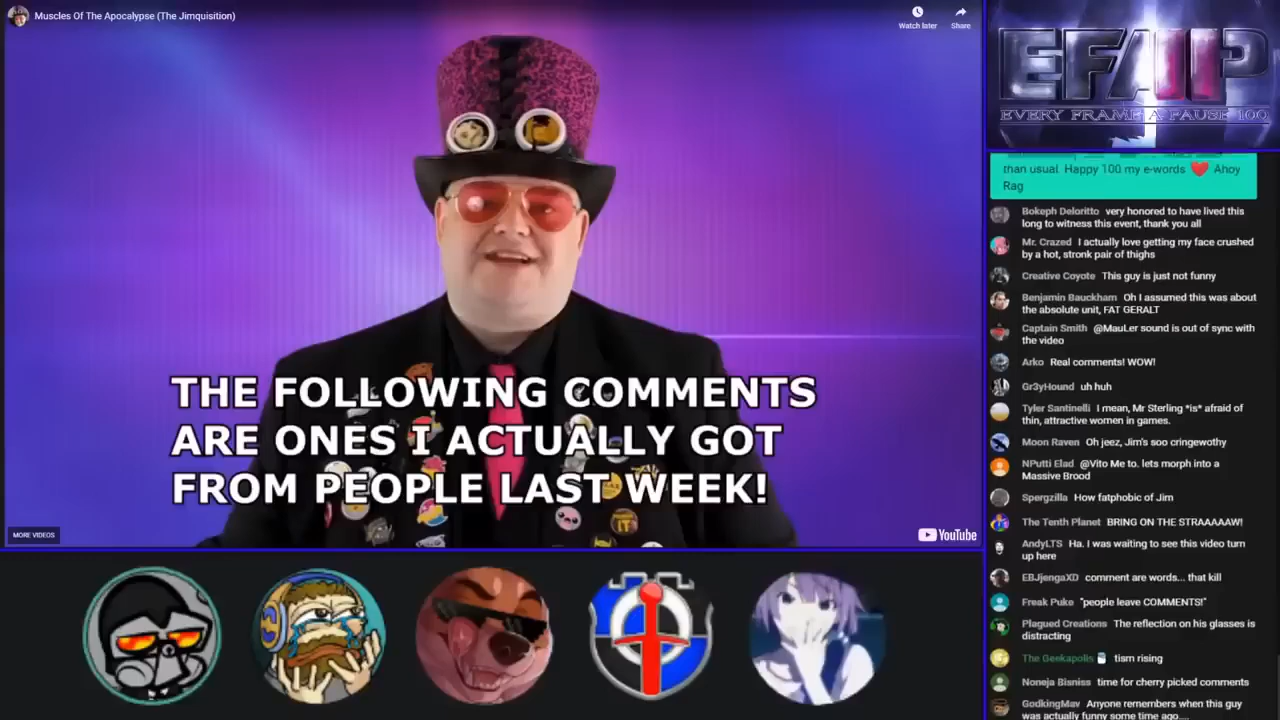 Muscles Of The Apocalypse (The Jimquisition)
Watch later
Share
THE FOLLOWING COMMENTS
ARE ONES I ACTUALLY GOT
FROM PEOPLE LAST WEEK!
MORE VIDEOS
YouTube
EFAP
EVERY FRAME A PAUSE 100
than usual. Happy 100 my e-words ❤ Ahoy
Rag
Bokeph Deloritto very honored to have lived this
long to witness this event, thank you all
Mr. Crazed I actually love getting my face crushed
by a hot, stronk pair of thighs
Creative Coyote This guy is just not funny
Benjamin Bauckham Oh I assumed this was about
the absolute unit, FAT GERALT
Captain Smith @MauLer sound is out of sync with
the video
Arko Real comments! WOW!
Gr3yHound uh huh
Tyler Santinelli I mean, Mr Sterling *is* afraid of
thin, attractive women in games.
Moon Raven Oh jeez, Jim's soo cringewothy
NPutti Elad @Vito Me to. lets morph into a
Massive Brood
Spergzilla How fatphobic of Jim
The Tenth Planet BRING ON THE STRAAAAAW!
AndyLTS Ha. I was waiting to see this video turn
up here
EBJjengaXD comment are words... that kill
Freak Puke "people leave COMMENTS!"
Plagued Creations The reflection on his glasses is
distracting
The Geekapolis tism rising
Noneja Bisniss time for cherry picked comments
GodkingMav Anyone remembers when this guy
was actually funny some time ago....